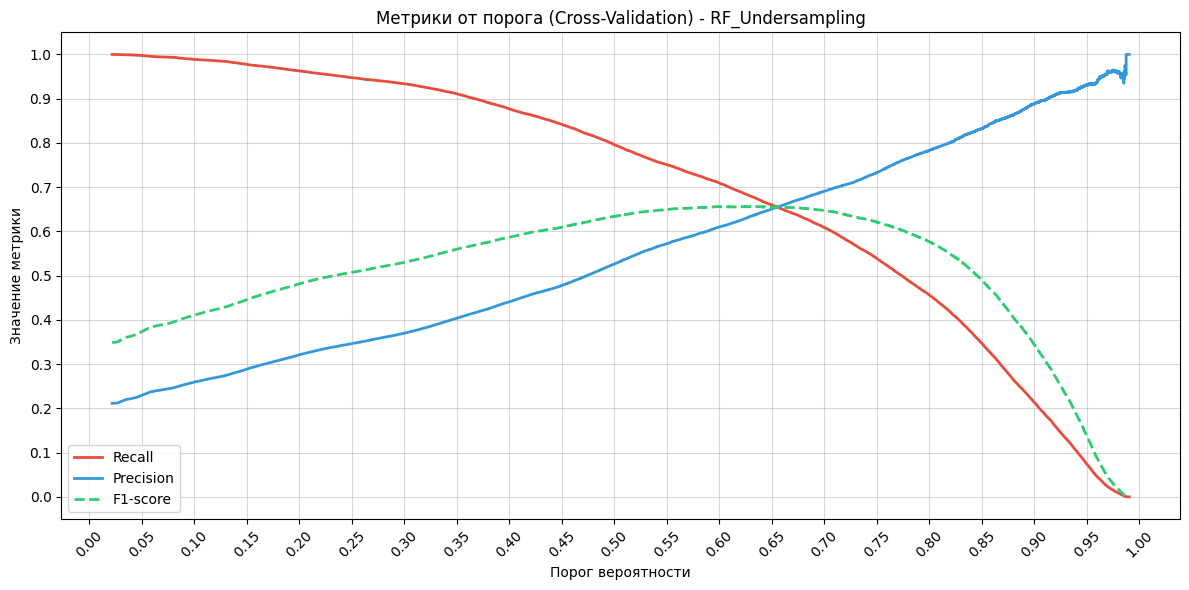 Метрики от порога (Cross-Validation) - RF_Undersampling
Значение метрики
1.0
0.9
0.8
0.7
0.6
0.5
0.4
0.3
0.2
0.1
0.0
Recall
Precision
F1-score
0.00 0.05 0.10 0.15 0.20 0.25 0.30 0.35 0.40 0.45 0.50 0.55 0.60 0.65 0.70 0.75 0.80 0.85 0.90 0.95 1.00
Порог вероятности